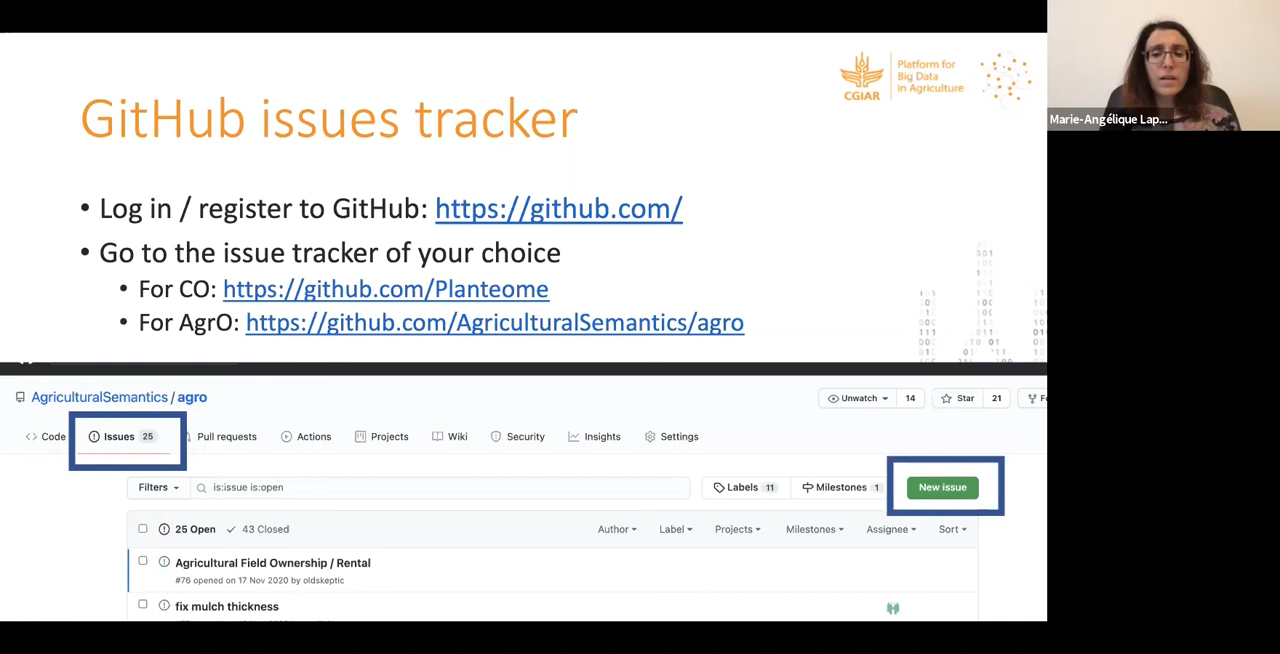 GitHub issues tracker
CGIAR
Platform for
Big Data
in Agriculture
Marie-Angélique Lap...
• Log in / register to GitHub: https://github.com/
• Go to the issue tracker of your choice
• For CO: https://github.com/Planteome
• For AgrO: https://github.com/AgriculturalSemantics/agro
AgriculturalSemantics / agro
Unwatch 14
Star 21
Code
Issues 25
Pull requests
Actions
Projects
Wiki
Security
Insights
Settings
Filters
is:issue is:open
Labels 11
Milestones 1
New issue
25 Open
43 Closed
Author
Label
Projects
Milestones
Assignee
Sort
Agricultural Field Ownership / Rental
#76 opened on 17 Nov 2020 by oldskeptic
fix mulch thickness